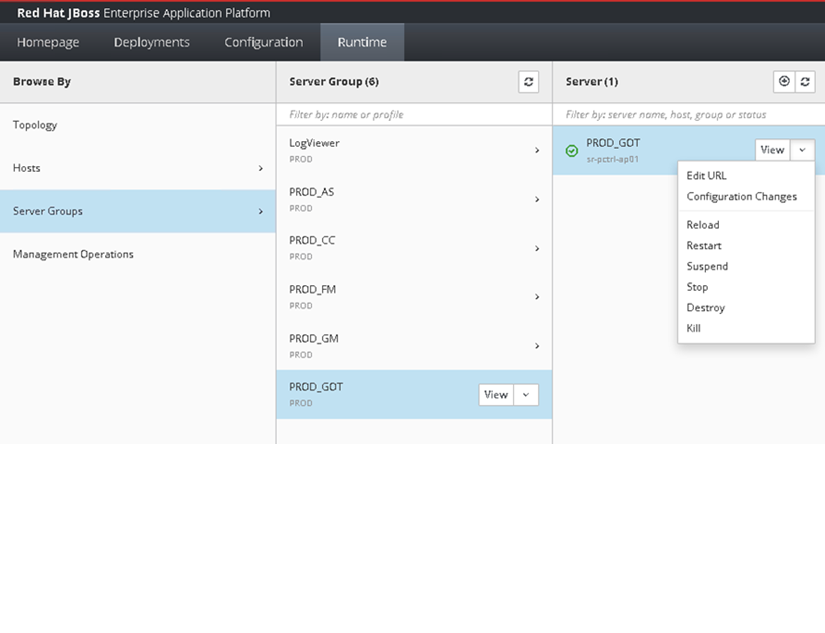 Red Hat JBoss Enterprise Application Platform
Homepage Deployments Configuration Runtime
Browse By
Topology
Hosts
Server Groups
Management Operations
Server Group (6)
Filter by: name or profile
LogViewer
PROD
PROD_AS
PROD
PROD_CC
PROD
PROD_FM
PROD
PROD_GM
PROD
PROD_GOT
PROD
View
Server (1)
Filter by: server name, host, group or status
PROD_GOT
sr-pctrl-ap01
View
Edit URL
Configuration Changes
Reload
Restart
Suspend
Stop
Destroy
Kill